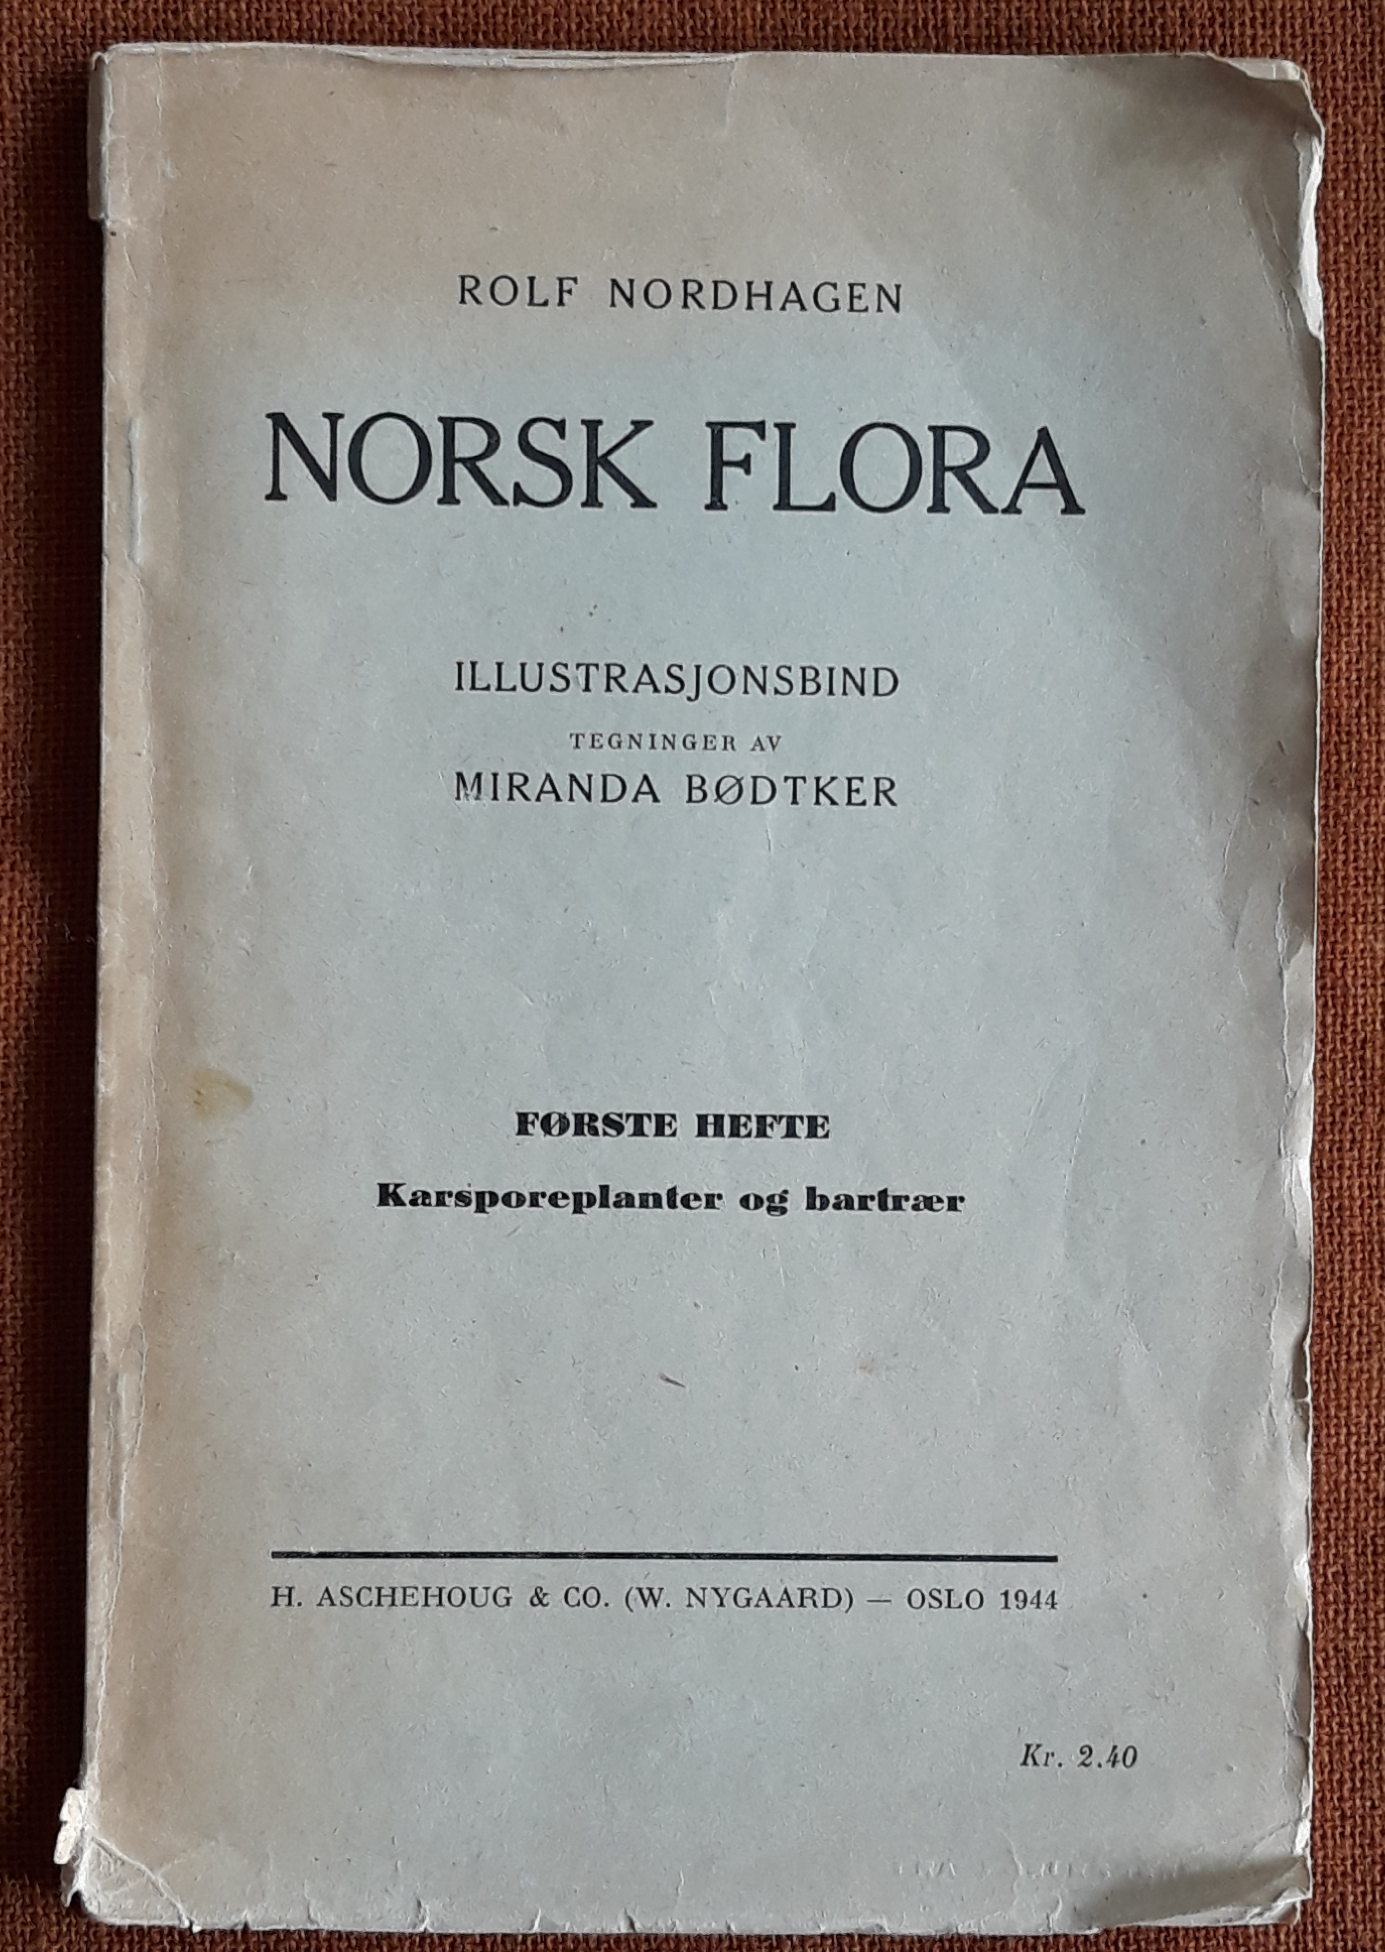 ROLF NORDHAGEN
NORSK FLORA
ILLUSTRASJONSBIND
TEGNINGER AV
MIRANDA BØDTKER
FØRSTE HEFTE
Karsporeplanter og bartrær
H. ASCHEHOUG & CO. (W. NYGAARD) — OSLO 1944
Kr. 2.40